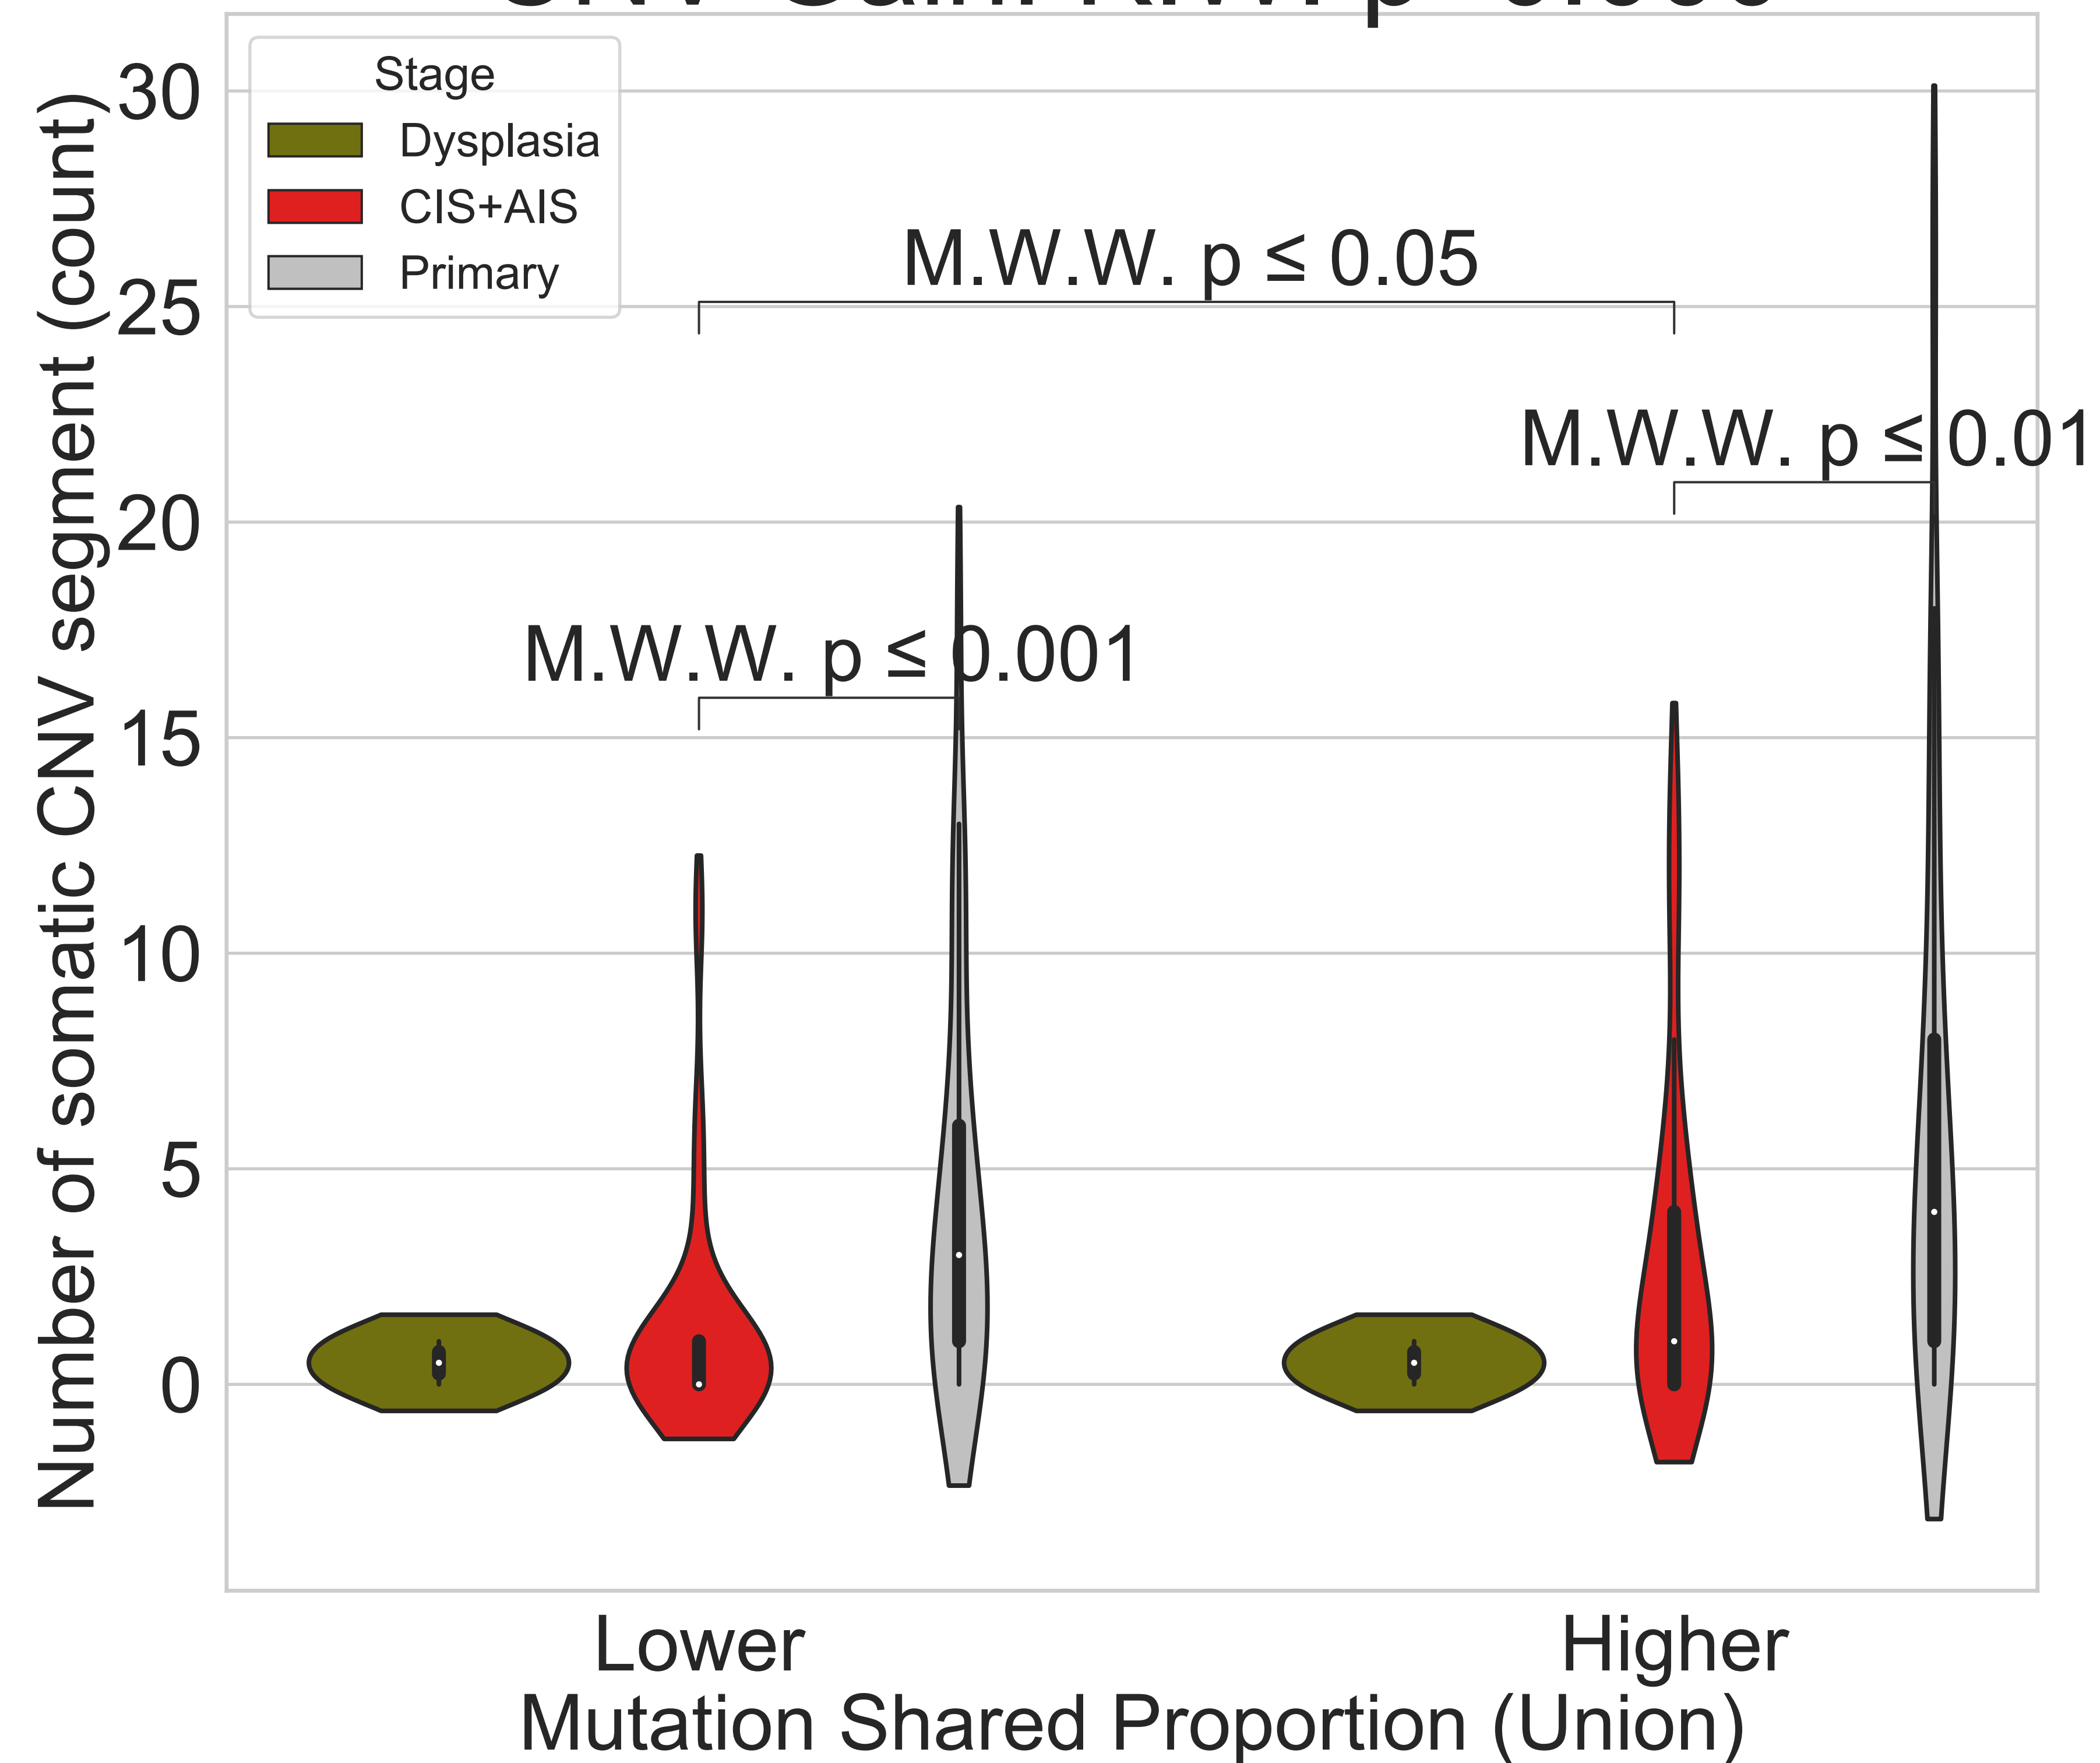 Stage
Dysplasia
CIS+AIS
Primary
Number of somatic CNV segment (count)
30
25
20
15
10
5
0
M.W.W. p ≤ 0.05
M.W.W. p ≤ 0.01
M.W.W. p ≤ 0.001
Lower
Higher
Mutation Shared Proportion (Union)